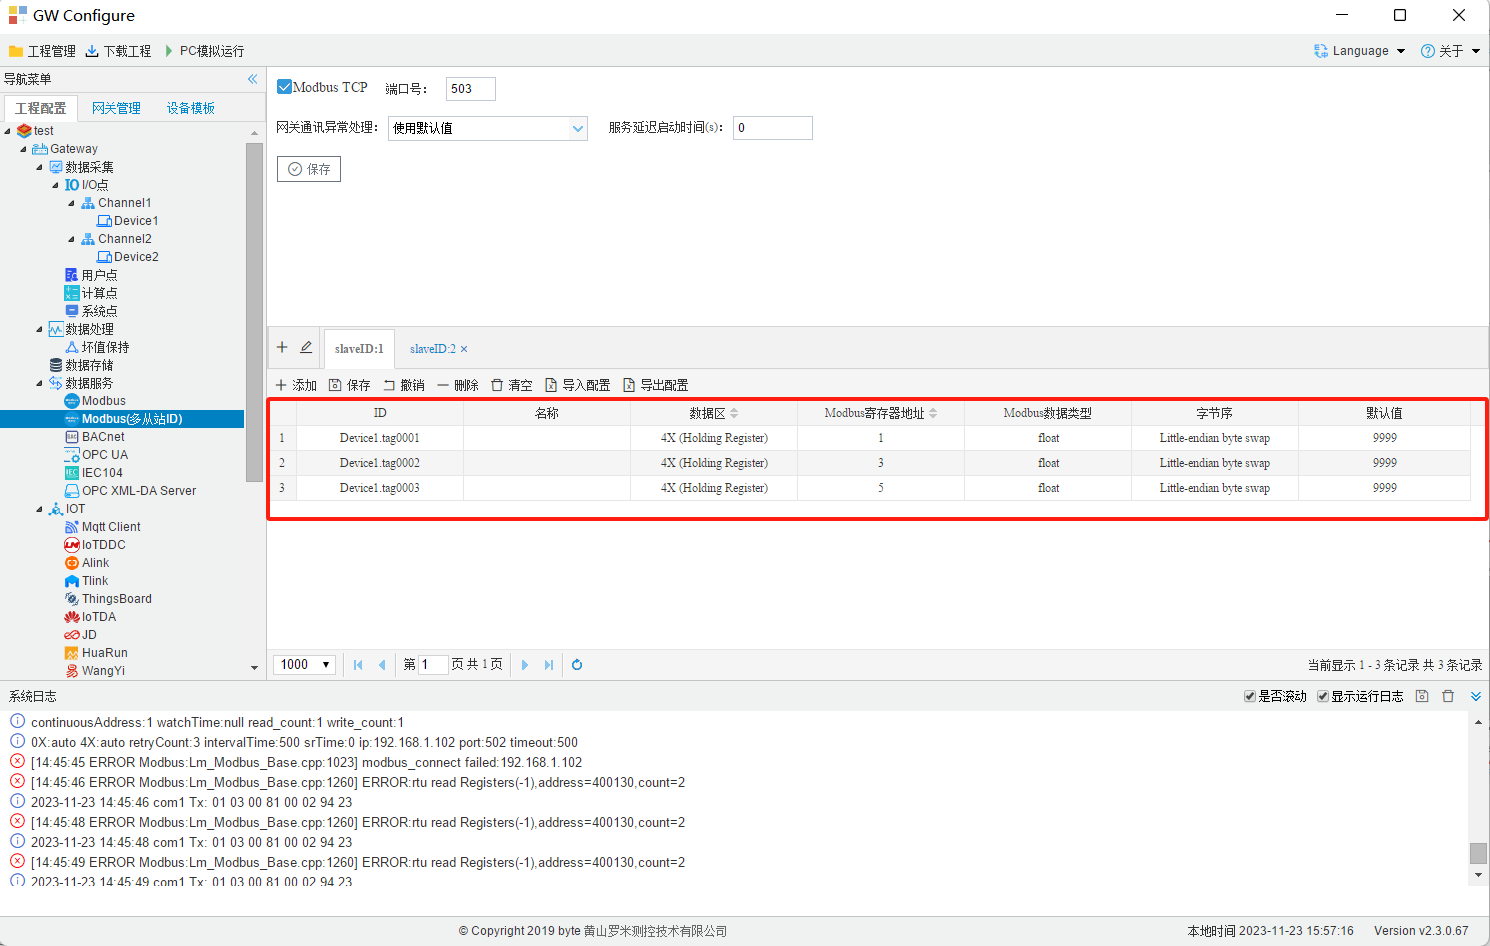 GW Configure
工程管理 下载工程 PC模拟运行 Language 关于
导航菜单
工程配置 网关管理 设备模板
test
Gateway
数据采集
I/O点
Channel1
Device1
Channel2
Device2
用户点
计算点
系统点
数据处理
坏值保持
数据存储
数据服务
Modbus
Modbus(多从站ID)
BACnet
OPC UA
IEC104
OPC XML-DA Server
IOT
Mqtt Client
IoTDDC
Alink
Tlink
ThingsBoard
IoTDA
JD
HuaRun
WangYi
Modbus TCP 端口号： 503
网关通讯异常处理： 使用默认值 服务延迟启动时间(s)： 0
保存
slaveID:1 slaveID:2 ×
添加 保存 撤销 删除 清空 导入配置 导出配置
ID 名称 数据区 Modbus寄存器地址 Modbus数据类型 字节序 默认值
1 Device1.tag0001 4X (Holding Register) 1 float Little-endian byte swap 9999
2 Device1.tag0002 4X (Holding Register) 3 float Little-endian byte swap 9999
3 Device1.tag0003 4X (Holding Register) 5 float Little-endian byte swap 9999
1000 第 1 页 共 1 页 当前显示 1 - 3 条记录 共 3 条记录
系统日志 是否滚动 显示运行日志
continuousAddress:1 watchTime:null read_count:1 write_count:1
0X:auto 4X:auto retryCount:3 intervalTime:500 srTime:0 ip:192.168.1.102 port:502 timeout:500
[14:45:45 ERROR Modbus:Lm_Modbus_Base.cpp:1023] modbus_connect failed:192.168.1.102
[14:45:46 ERROR Modbus:Lm_Modbus_Base.cpp:1260] ERROR:rtu read Registers(-1),address=400130,count=2
2023-11-23 14:45:46 com1 Tx: 01 03 00 81 00 02 94 23
[14:45:48 ERROR Modbus:Lm_Modbus_Base.cpp:1260] ERROR:rtu read Registers(-1),address=400130,count=2
2023-11-23 14:45:48 com1 Tx: 01 03 00 81 00 02 94 23
[14:45:49 ERROR Modbus:Lm_Modbus_Base.cpp:1260] ERROR:rtu read Registers(-1),address=400130,count=2
2023-11-23 14:45:49 com1 Tx: 01 03 00 81 00 02 94 23
© Copyright 2019 byte 黄山罗米测控技术有限公司 本地时间 2023-11-23 15:57:16 Version v2.3.0.67